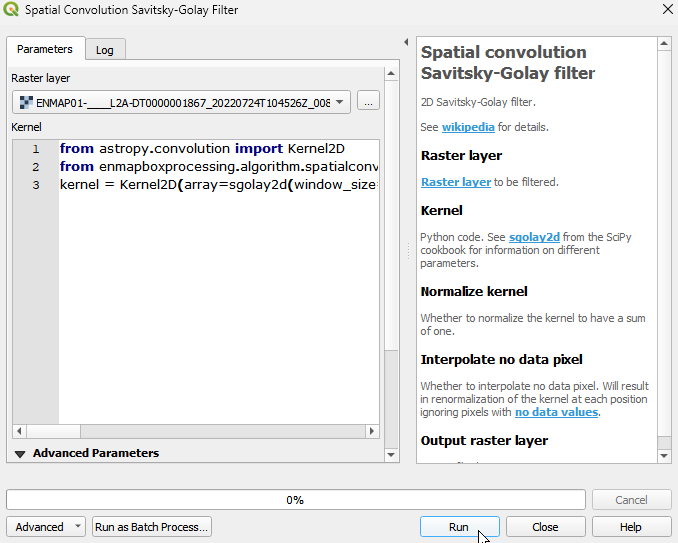 Spatial Convolution Savitsky-Golay Filter
Parameters
Log
Raster layer
ENMAP01-____L2A-DT0000001867_20220724T104526Z_008
...
Kernel
1 from astropy.convolution import Kernel2D
2 from enmapboxprocessing.algorithm.spatialconv
3 kernel = Kernel2D(array=sgolay2d(window_size=
Advanced Parameters
Spatial convolution
Savitsky-Golay filter
2D Savitsky-Golay filter.
See wikipedia for details.
Raster layer
Raster layer to be filtered.
Kernel
Python code. See sgolay2d from the SciPy
cookbook for information on different
parameters.
Normalize kernel
Whether to normalize the kernel to have a sum
of one.
Interpolate no data pixel
Whether to interpolate no data pixel. Will result
in renormalization of the kernel at each position
ignoring pixels with no data values.
Output raster layer
0%
Cancel
Advanced
Run as Batch Process...
Run
Close
Help